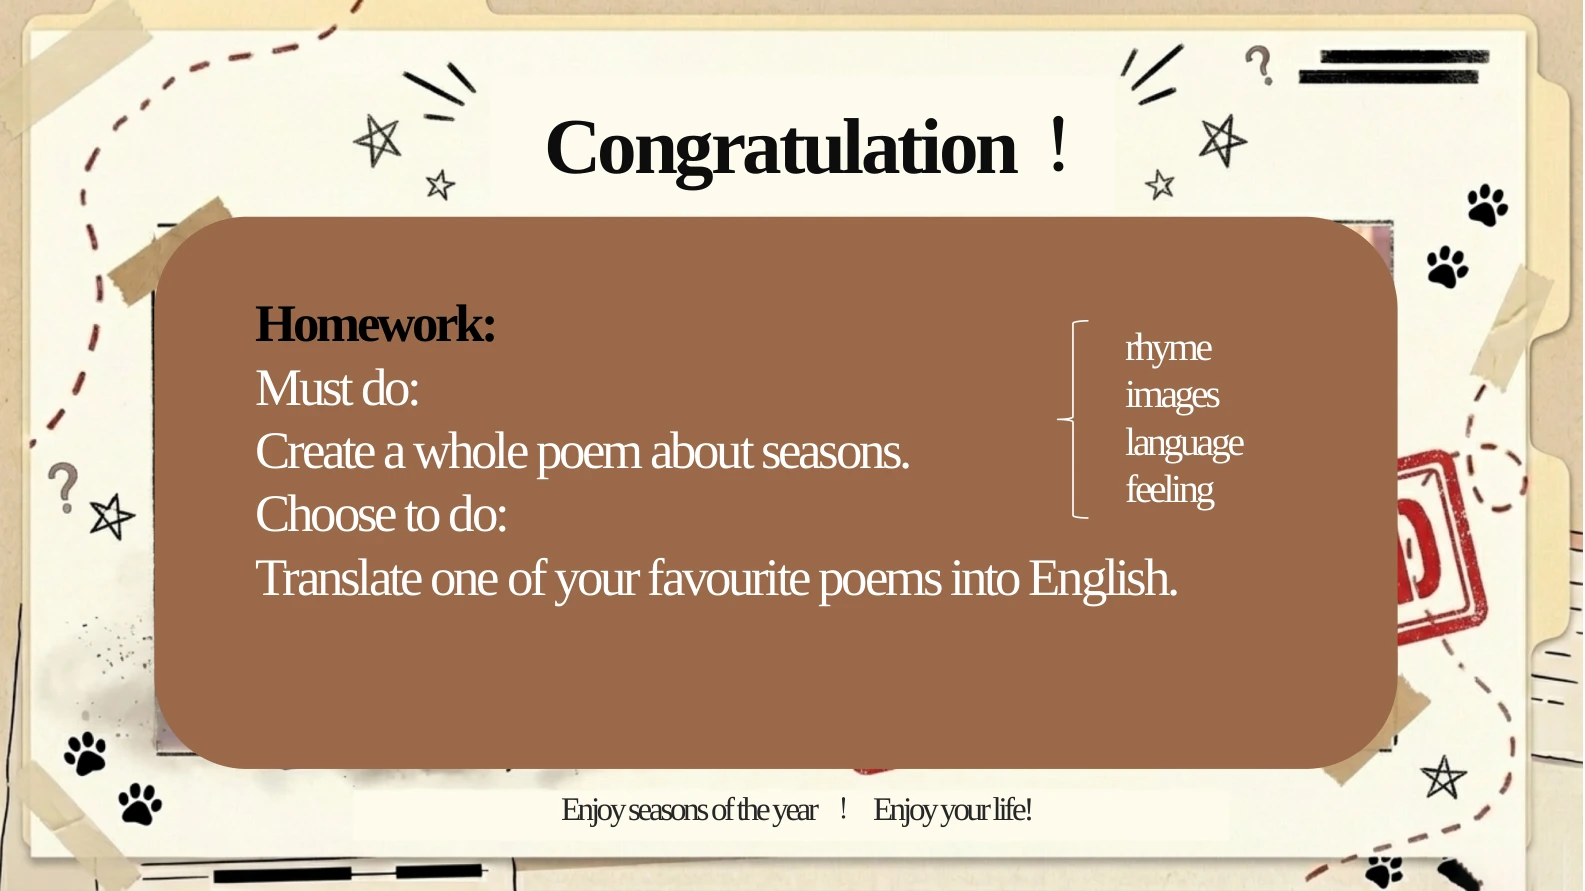 Congratulation！
Homework:
Must do:
Create a whole poem about seasons.
Choose to do:
Translate one of your favourite poems into English.
rhyme
images
language
feeling
Enjoy seasons of the year！ Enjoy your life!